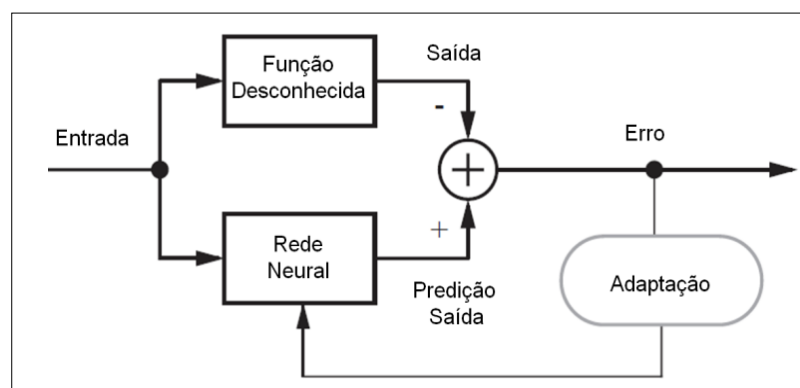 Função
Desconhecida
Saída
-
Entrada
Erro
+
+
Rede
Neural
Predição
Saída
Adaptação